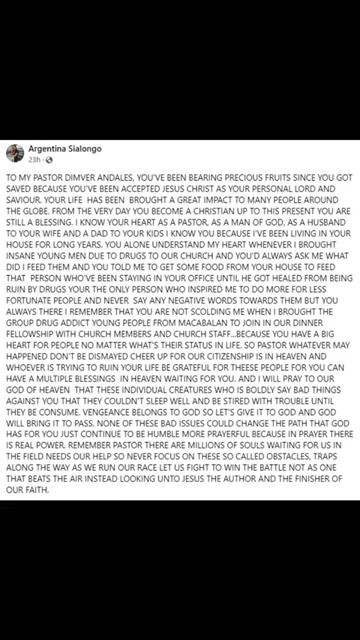 Argentina Sialongo
23h ·
TO MY PASTOR DIMVER ANDALES, YOU'VE BEEN BEARING PRECIOUS FRUITS SINCE YOU GOT
SAVED BECAUSE YOU'VE BEEN ACCEPTED JESUS CHRIST AS YOUR PERSONAL LORD AND
SAVIOUR. YOUR LIFE HAS BEEN BROUGHT A GREAT IMPACT TO MANY PEOPLE AROUND
THE GLOBE. FROM THE VERY DAY YOU BECOME A CHRISTIAN UP TO THIS PRESENT YOU ARE
STILL A BLESSING. I KNOW YOUR HEART AS A PASTOR, AS A MAN OF GOD, AS A HUSBAND
TO YOUR WIFE AND A DAD TO YOUR KIDS I KNOW YOU BECAUSE I'VE BEEN LIVING IN YOUR
HOUSE FOR LONG YEARS. YOU ALONE UNDERSTAND MY HEART WHENEVER I BROUGHT
INSANE YOUNG MEN DUE TO DRUGS TO OUR CHURCH AND YOU'D ALWAYS ASK ME WHAT
DID I FEED THEM AND YOU TOLD ME TO GET SOME FOOD FROM YOUR HOUSE TO FEED
THAT PERSON WHO'VE BEEN STAYING IN YOUR OFFICE UNTIL HE GOT HEALED FROM BEING
RUIN BY DRUGS YOUR THE ONLY PERSON WHO INSPIRED ME TO DO MORE FOR LESS
FORTUNATE PEOPLE AND NEVER SAY ANY NEGATIVE WORDS TOWARDS THEM BUT YOU
ALWAYS THERE I REMEMBER THAT YOU ARE NOT SCOLDING ME WHEN I BROUGHT THE
GROUP DRUG ADDICT YOUNG PEOPLE FROM MACABALAN TO JOIN IN OUR DINNER
FELLOWSHIP WITH CHURCH MEMBERS AND CHURCH STAFF...BECAUSE YOU HAVE A BIG
HEART FOR PEOPLE NO MATTER WHAT'S THEIR STATUS IN LIFE. SO PASTOR WHATEVER MAY
HAPPENED DON'T BE DISMAYED CHEER UP FOR OUR CITIZENSHIP IS IN HEAVEN AND
WHOEVER IS TRYING TO RUIN YOUR LIFE BE GRATEFUL FOR THEESE PEOPLE FOR YOU CAN
HAVE A MULTIPLE BLESSINGS IN HEAVEN WAITING FOR YOU. AND I WILL PRAY TO OUR
GOD OF HEAVEN THAT THESE INDIVIDUAL CREATURES WHO IS BOLDLY SAY BAD THINGS
AGAINST YOU THAT THEY COULDN'T SLEEP WELL AND BE STIRED WITH TROUBLE UNTIL
THEY BE CONSUME. VENGEANCE BELONGS TO GOD SO LET'S GIVE IT TO GOD AND GOD
WILL BRING IT TO PASS. NONE OF THESE BAD ISSUES COULD CHANGE THE PATH THAT GOD
HAS FOR YOU JUST CONTINUE TO BE HUMBLE MORE PRAYERFUL BECAUSE IN PRAYER THERE
IS REAL POWER. REMEMBER PASTOR THERE ARE MILLIONS OF SOULS WAITING FOR US IN
THE FIELD NEEDS OUR HELP SO NEVER FOCUS ON THESE SO CALLED OBSTACLES, TRAPS
ALONG THE WAY AS WE RUN OUR RACE LET US FIGHT TO WIN THE BATTLE NOT AS ONE
THAT BEATS THE AIR INSTEAD LOOKING UNTO JESUS THE AUTHOR AND THE FINISHER OF
OUR FAITH.